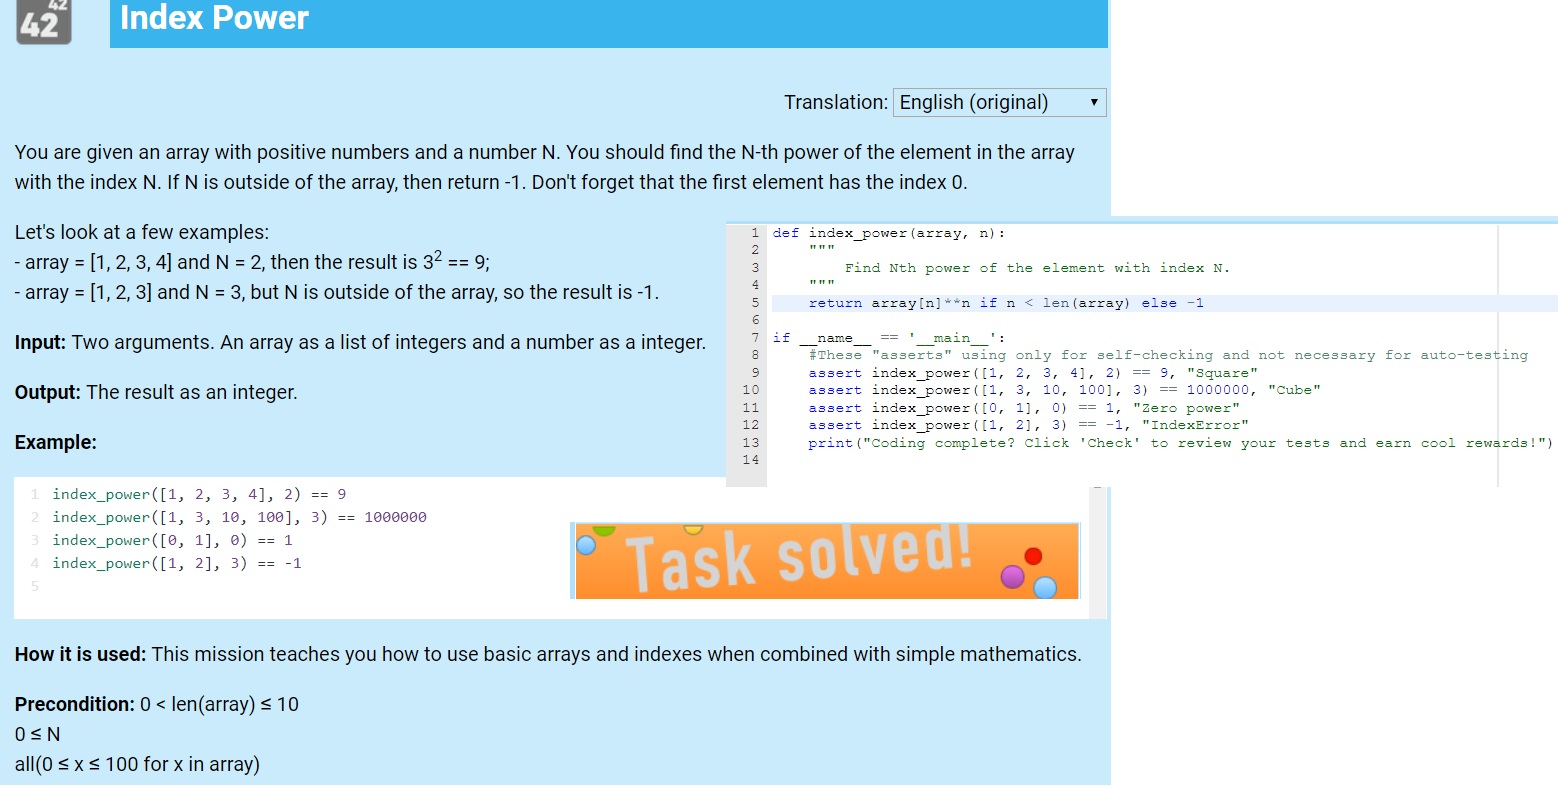 42
42
Index Power
Translation: English (original)
You are given an array with positive numbers and a number N. You should find the N-th power of the element in the array
with the index N. If N is outside of the array, then return -1. Don't forget that the first element has the index 0.
Let's look at a few examples:
- array = [1, 2, 3, 4] and N = 2, then the result is 3² == 9;
- array = [1, 2, 3] and N = 3, but N is outside of the array, so the result is -1.
Input: Two arguments. An array as a list of integers and a number as a integer.
Output: The result as an integer.
Example:
1 index_power([1, 2, 3, 4], 2) == 9
2 index_power([1, 3, 10, 100], 3) == 1000000
3 index_power([0, 1], 0) == 1
4 index_power([1, 2], 3) == -1
5
1 def index_power(array, n):
2 """
3 Find Nth power of the element with index N.
4 """
5 return array[n]**n if n < len(array) else -1
6
7 if __name__ == '__main__':
8 #These "asserts" using only for self-checking and not necessary for auto-testing
9 assert index_power([1, 2, 3, 4], 2) == 9, "Square"
10 assert index_power([1, 3, 10, 100], 3) == 1000000, "Cube"
11 assert index_power([0, 1], 0) == 1, "Zero power"
12 assert index_power([1, 2], 3) == -1, "IndexError"
13 print("Coding complete? Click 'Check' to review your tests and earn cool rewards!")
14
Task solved!
How it is used: This mission teaches you how to use basic arrays and indexes when combined with simple mathematics.
Precondition: 0 < len(array) ≤ 10
0 ≤ N
all(0 ≤ x ≤ 100 for x in array)